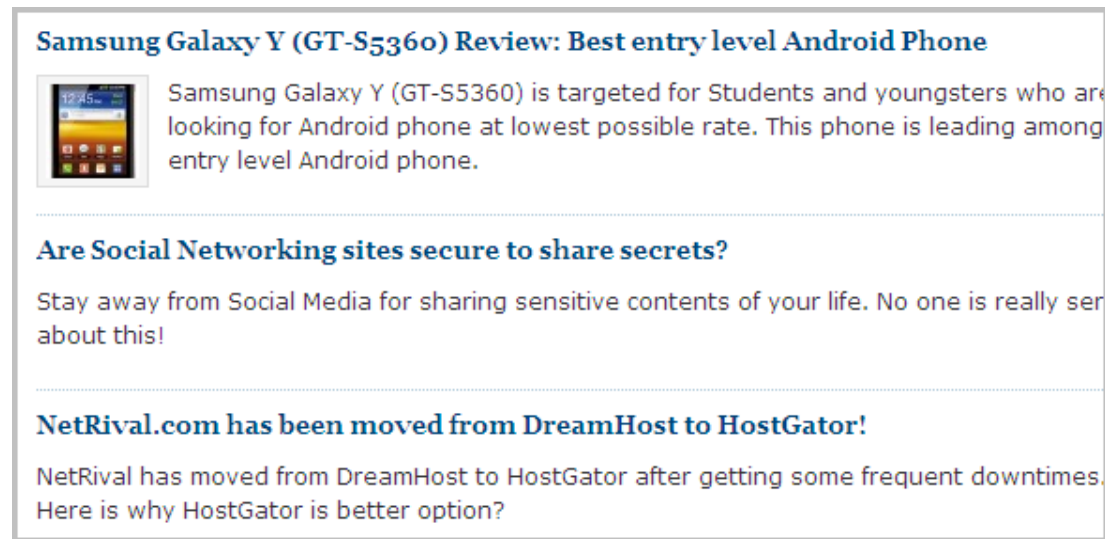 Samsung Galaxy Y (GT-S5360) Review: Best entry level Android Phone
12:45
Samsung Galaxy Y (GT-S5360) is targeted for Students and youngsters who are
looking for Android phone at lowest possible rate. This phone is leading among
entry level Android phone.
Are Social Networking sites secure to share secrets?
Stay away from Social Media for sharing sensitive contents of your life. No one is really ser
about this!
NetRival.com has been moved from DreamHost to HostGator!
NetRival has moved from DreamHost to HostGator after getting some frequent downtimes.
Here is why HostGator is better option?